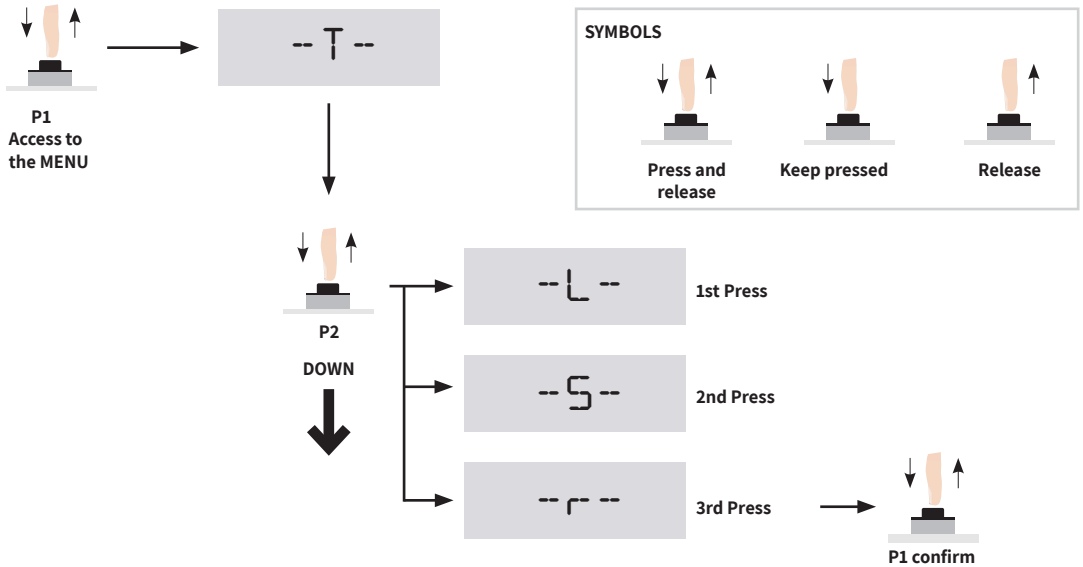 -- T --
P1
Access to
the MENU
SYMBOLS
Press and
release
Keep pressed
Release
P2
DOWN
-- L --
1st Press
-- S --
2nd Press
-- r --
3rd Press
P1 confirm